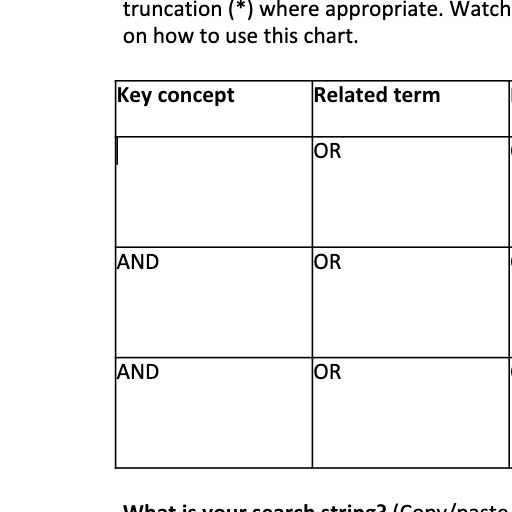 truncation (*) where appropriate. Watch
on how to use this chart.
Key concept Related term
OR
AND OR
AND OR
What is your search string? (Copy/paste